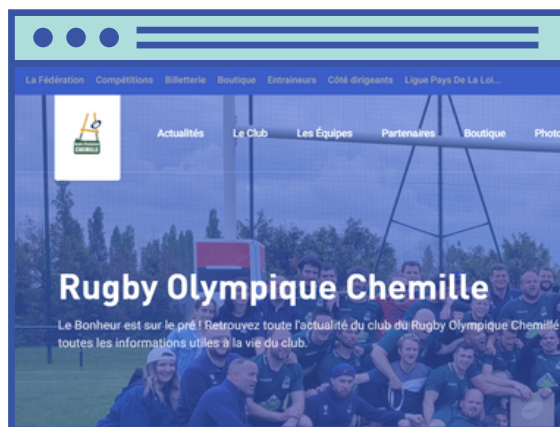 La Fédération Compétitions Billetterie Boutique Entraineurs Côté dirigeants Ligue Pays De La Loi...
Actualités Le Club Les Équipes Partenaires Boutique Photo
CHEMILLE
Rugby Olympique Chemille
Le Bonheur est sur le pré ! Retrouvez toute l'actualité du club du Rugby Olympique Chemillé
toutes les informations utiles à la vie du club.